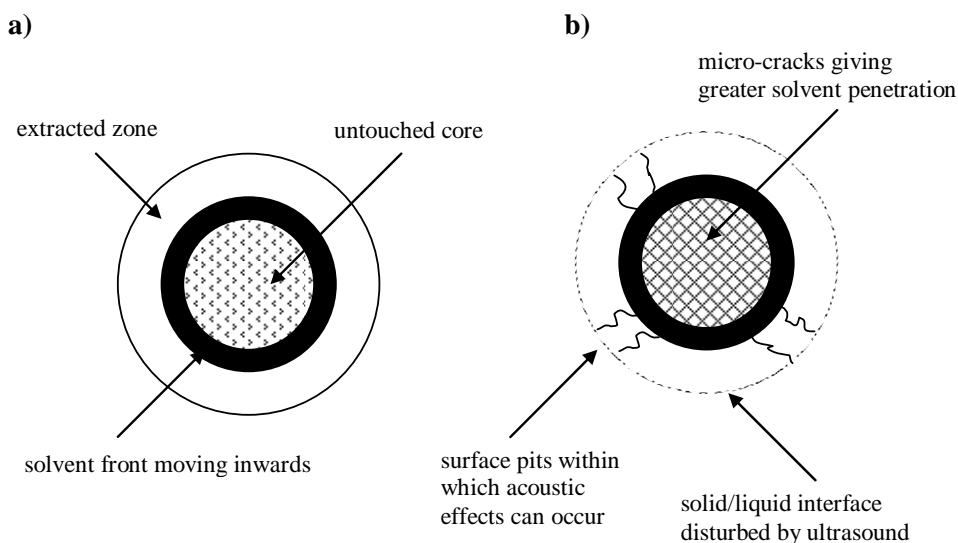 a)
extracted zone
untouched core
solvent front moving inwards
b)
micro-cracks giving
greater solvent penetration
surface pits within
which acoustic
effects can occur
solid/liquid interface
disturbed by ultrasound